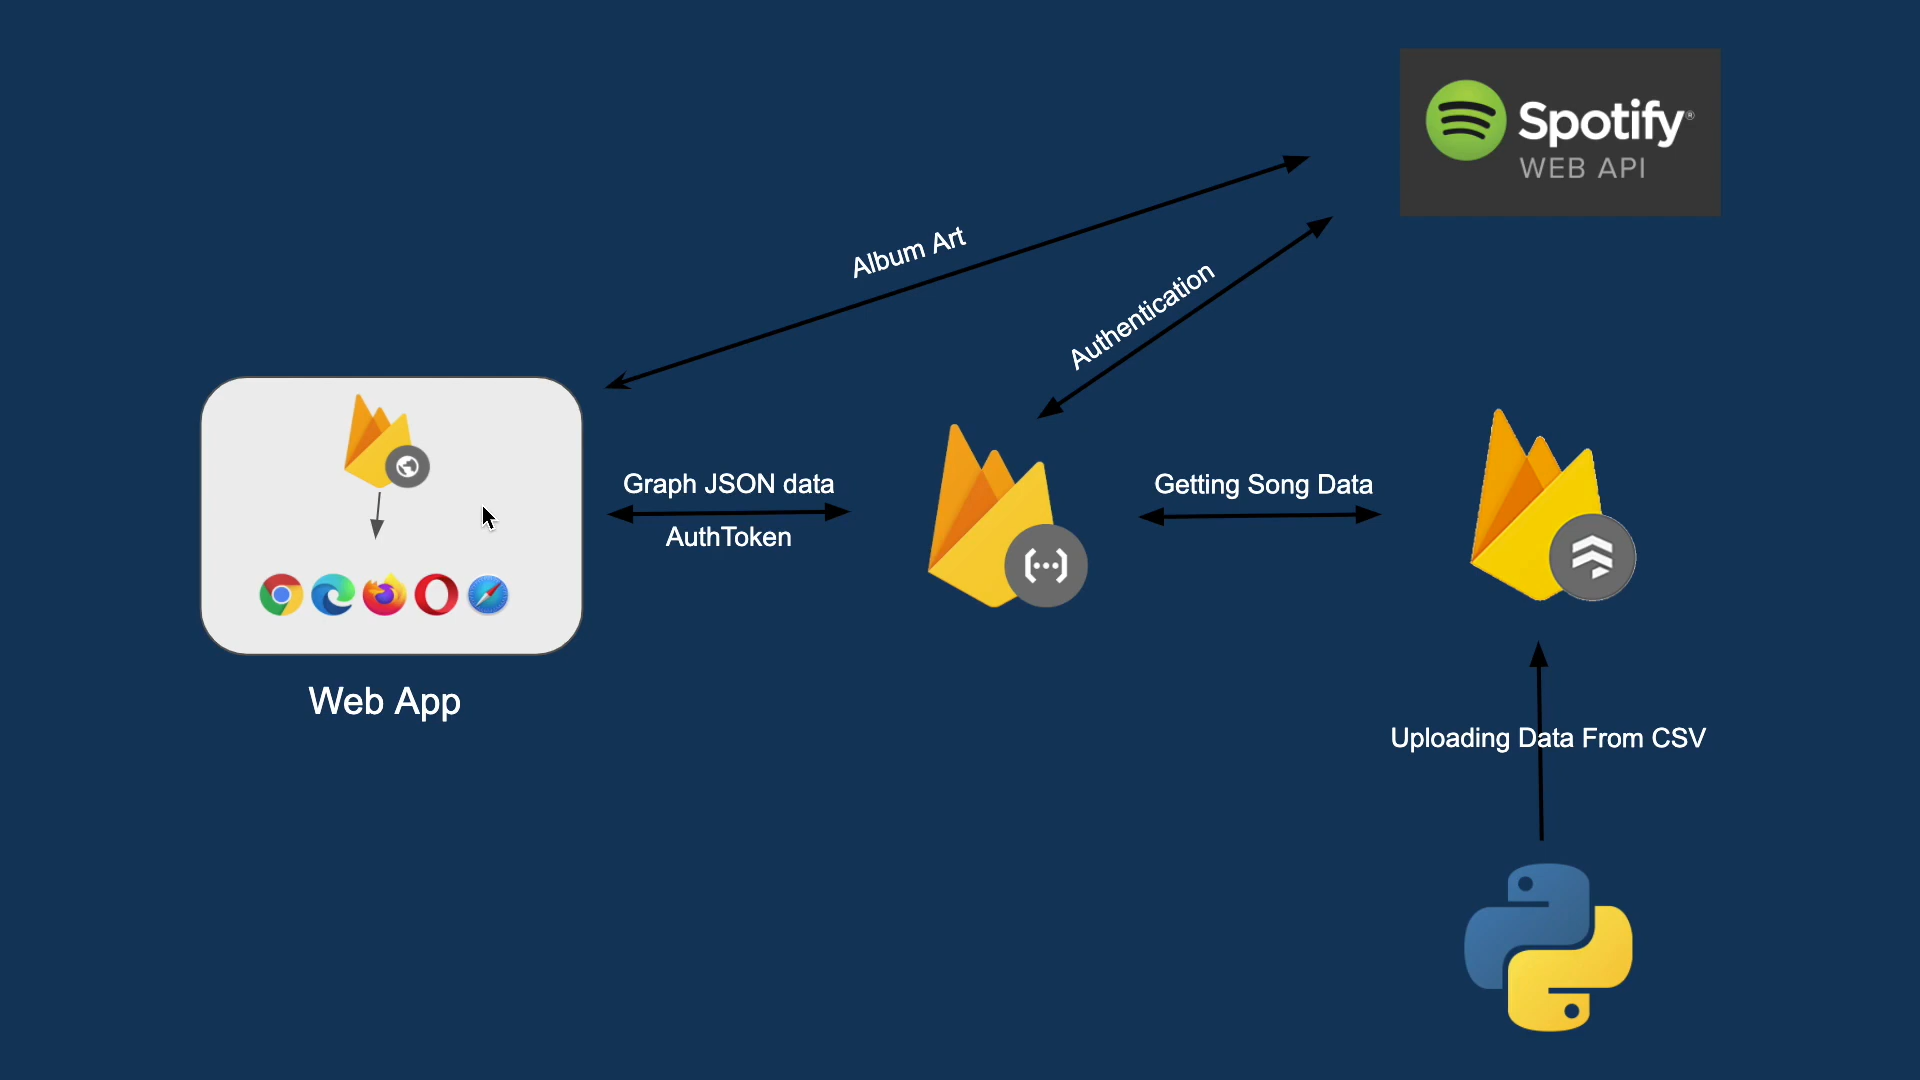 Spotify®
WEB API
Album Art
Authentication
Graph JSON data
AuthToken
Getting Song Data
{...}
Web App
Uploading Data From CSV